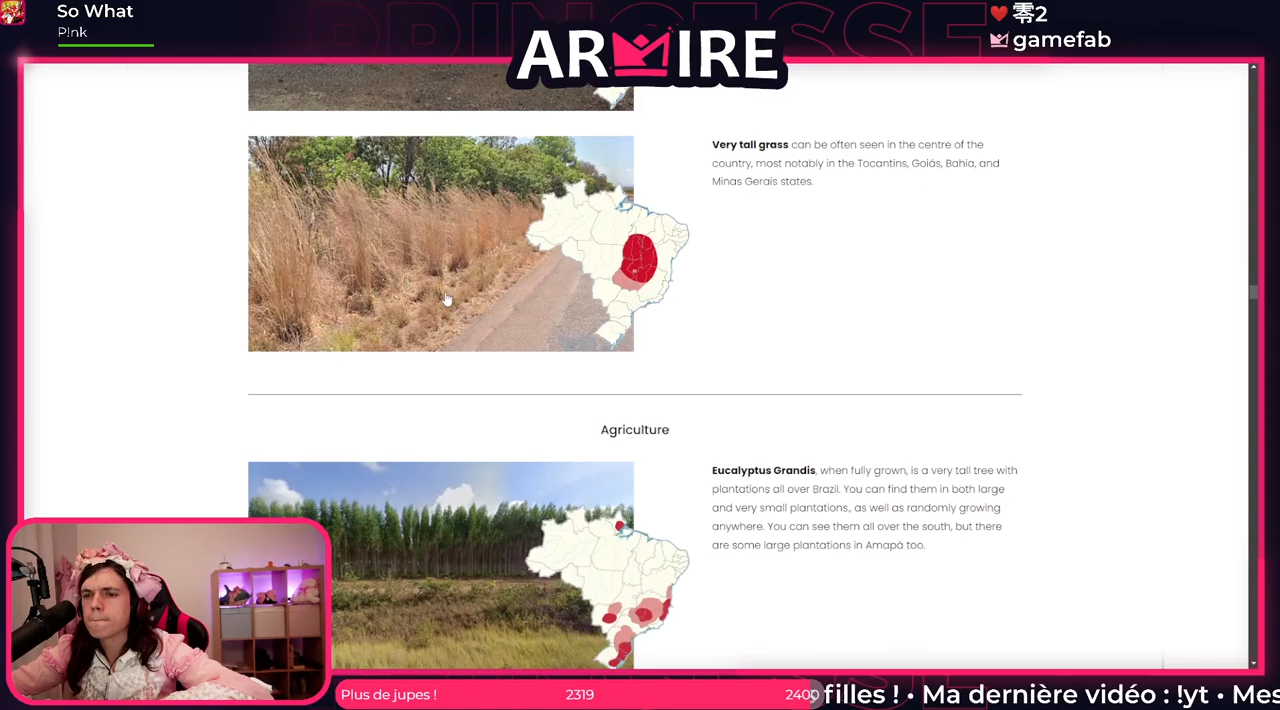 So What
P!nk
PRINCESSE
ARMIRE
零2
gamefab
Very tall grass can be often seen in the centre of the
country, most notably in the Tocantins, Goiás, Bahia, and
Minas Gerais states.
Agriculture
Eucalyptus Grandis, when fully grown, is a very tall tree with
plantations all over Brazil. You can find them in both large
and very small plantations., as well as randomly growing
anywhere. You can see them all over the south, but there
are some large plantations in Amapá too.
Plus de jupes ! 2319 2400
filles ! • Ma dernière vidéo : !yt • Mes